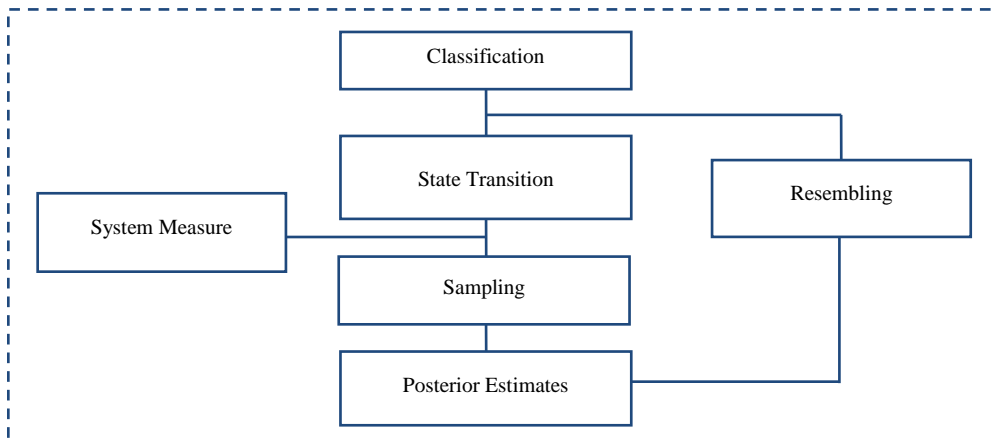 Classification
State Transition
Resembling
System Measure
Sampling
Posterior Estimates